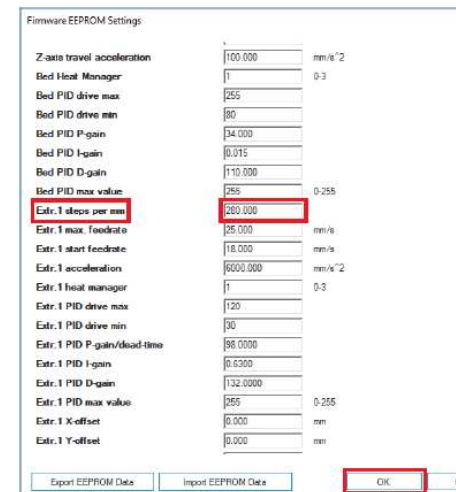 Firmware EEPROM Settings
Z-axis travel acceleration 100.000 mm/s^2
Bed Heat Manager 1 0-3
Bed PID drive max 255
Bed PID drive min 80
Bed PID P-gain 34.000
Bed PID I-gain 0.015
Bed PID D-gain 110.000
Bed PID max value 255 0-255
Extr.1 steps per mm 280.000
Extr.1 max. feedrate 25.000 mm/s
Extr.1 start feedrate 18.000 mm/s
Extr.1 acceleration 6000.000 mm/s^2
Extr.1 heat manager 1 0-3
Extr.1 PID drive max 120
Extr.1 PID drive min 30
Extr.1 PID P-gain/dead-time 98.0000
Extr.1 PID I-gain 0.6300
Extr.1 PID D-gain 132.0000
Extr.1 PID max value 255 0-255
Extr.1 X-offset 0.000 mm
Extr.1 Y-offset 0.000 mm
Export EEPROM Data Import EEPROM Data OK